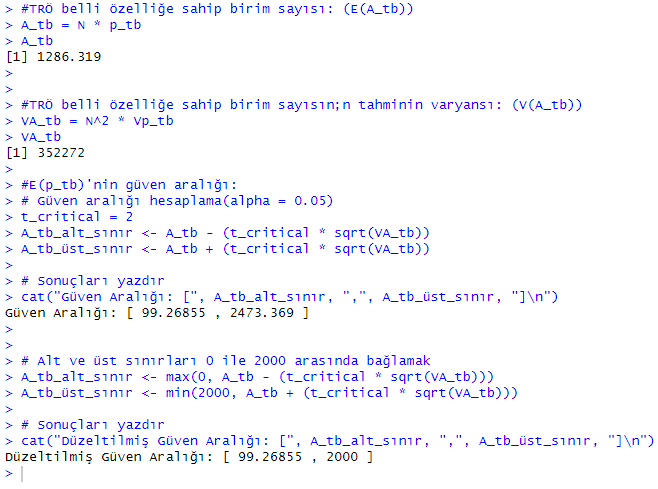 > #TRÖ belli özelliğe sahip birim sayısı: (E(A_tb))
> A_tb = N * p_tb
> A_tb
[1] 1286.319
>
>
> #TRÖ belli özelliğe sahip birim sayısın;n tahminin varyansı: (V(A_tb))
> VA_tb = N^2 * Vp_tb
> VA_tb
[1] 352272
>
> #E(p_tb)'nin güven aralığı:
> # Güven aralığı hesaplama(alpha = 0.05)
> t_critical = 2
> A_tb_alt_sınır <- A_tb - (t_critical * sqrt(VA_tb))
> A_tb_üst_sınır <- A_tb + (t_critical * sqrt(VA_tb))
>
> # Sonuçları yazdır
> cat("Güven Aralığı: [", A_tb_alt_sınır, ",", A_tb_üst_sınır, "]\n")
Güven Aralığı: [ 99.26855 , 2473.369 ]
>
>
> # Alt ve üst sınırları 0 ile 2000 arasında bağlamak
> A_tb_alt_sınır <- max(0, A_tb - (t_critical * sqrt(VA_tb)))
> A_tb_üst_sınır <- min(2000, A_tb + (t_critical * sqrt(VA_tb)))
>
> # Sonuçları yazdır
> cat("Düzeltilmiş Güven Aralığı: [", A_tb_alt_sınır, ",", A_tb_üst_sınır, "]\n")
Düzeltilmiş Güven Aralığı: [ 99.26855 , 2000 ]
>